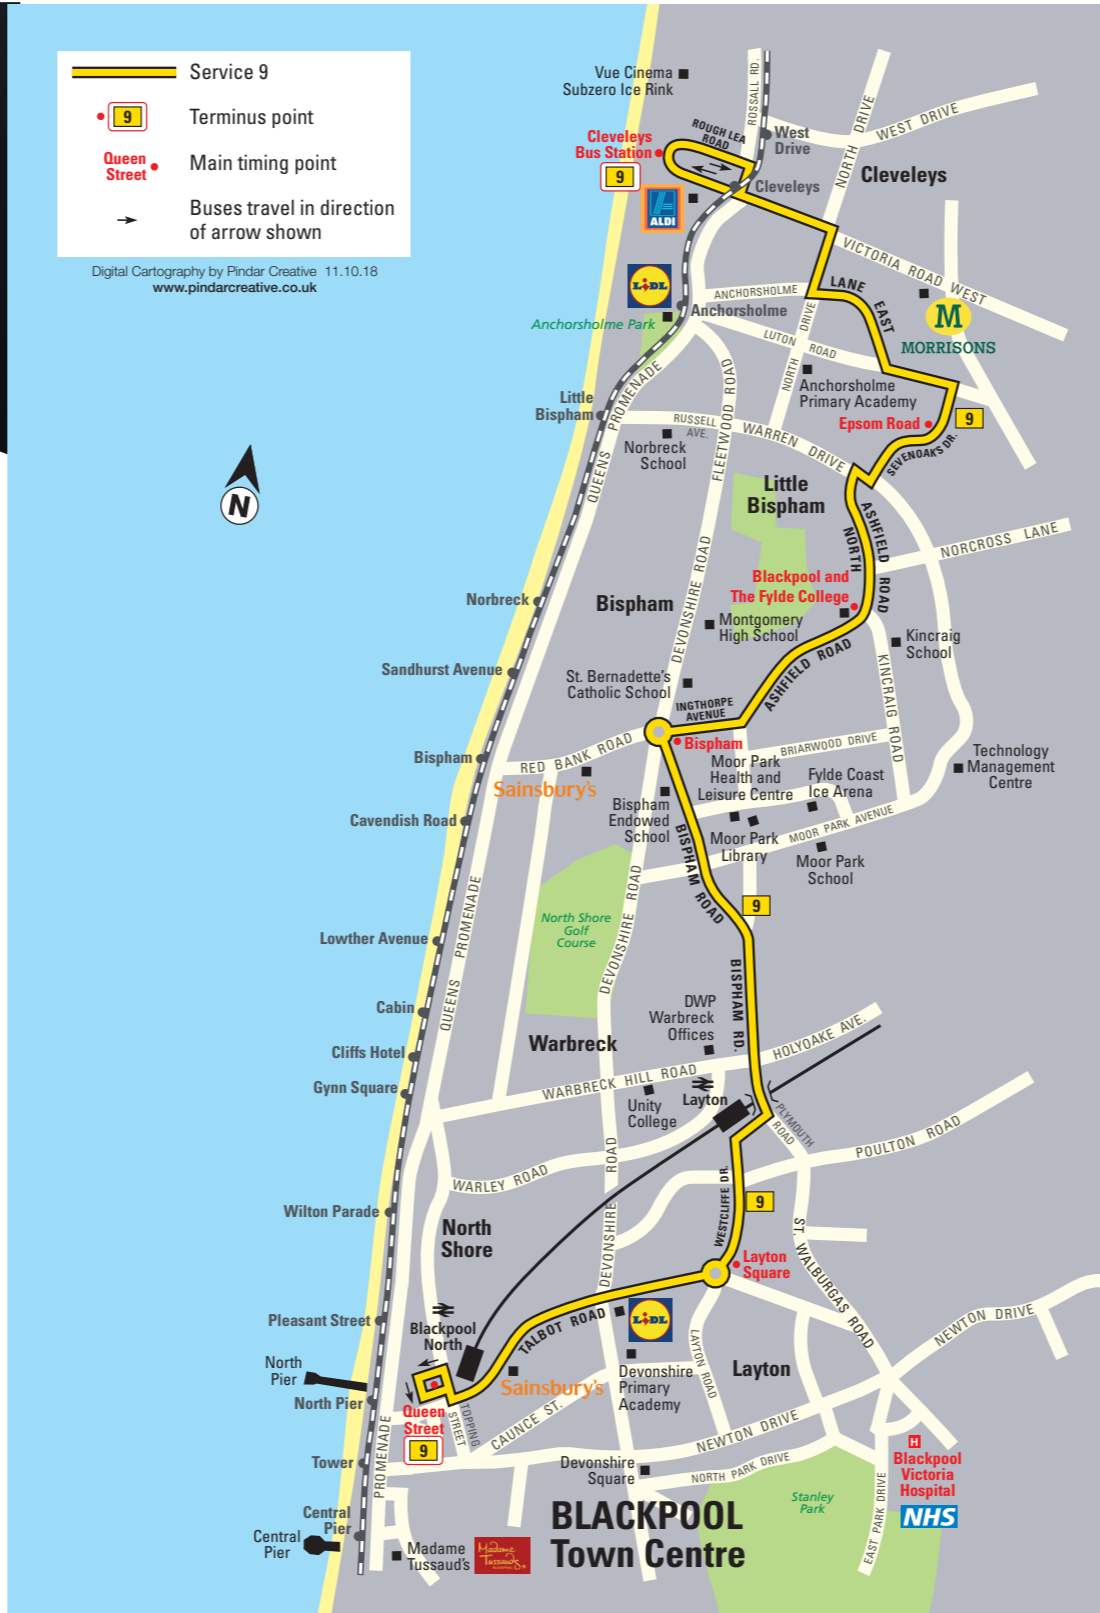 Service 9
9
Terminus point
Queen
Street
Main timing point
Buses travel in direction
of arrow shown
Digital Cartography by Pindar Creative 11.10.18
www.pindarcreative.co.uk
N
Vue Cinema
Subzero Ice Rink
ROSSALL RD.
ROUGH LEA
ROAD
Cleveleys
Bus Station
9
West
Drive
NORTH DRIVE
WEST DRIVE
Cleveleys
Cleveleys
ALDI
VICTORIA ROAD WEST
LiDL
ANCHORSHOLME
LANE EAST
Anchorsholme
Anchorsholme Park
M
MORRISONS
LUTON ROAD
NORTH DRIVE
Anchorsholme
Primary Academy
QUEENS PROMENADE
FLEETWOOD ROAD
Little
Bispham
RUSSELL
AVE.
WARREN DRIVE
Epsom Road
9
SEVENOAKS DR.
Norbreck
School
Little
Bispham
ASHFIELD ROAD
NORTH
NORCROSS LANE
DEVONSHIRE ROAD
Blackpool and
The Fylde College
Norbreck
Bispham
Montgomery
High School
Kincraig
School
ASHFIELD ROAD
KINCRAIG ROAD
Sandhurst Avenue
St. Bernadette's
Catholic School
INGTHORPE
AVENUE
Bispham
BRIARWOOD DRIVE
RED BANK ROAD
Bispham
Sainsbury's
Moor Park
Health and
Leisure Centre
Fylde Coast
Ice Arena
Technology
Management
Centre
Bispham
Endowed
School
Cavendish Road
Moor Park
Library
MOOR PARK AVENUE
Moor Park
School
BISPHAM ROAD
9
QUEENS PROMENADE
DEVONSHIRE ROAD
North Shore
Golf
Course
Lowther Avenue
BISPHAM RD.
Cabin
DWP
Warbreck
Offices
Warbreck
HOLYOAKE AVE.
Cliffs Hotel
WARBRECK HILL ROAD
Gynn Square
Layton
Unity
College
PLYMOUTH
ROAD
POULTON ROAD
DEVONSHIRE ROAD
WARLEY ROAD
WESTCLIFFE DR.
9
Wilton Parade
North
Shore
ST. WALBURGAS ROAD
Layton
Square
Pleasant Street
Blackpool
North
TALBOT ROAD
LiDL
NEWTON DRIVE
North
Pier
North Pier
Sainsbury's
Devonshire
Primary
Academy
LAYTON ROAD
Layton
Queen
Street
9
TOPPING
STREET
CAUNCE ST.
NEWTON DRIVE
PROMENADE
Tower
Devonshire
Square
NORTH PARK DRIVE
H
Blackpool
Victoria
Hospital
NHS
Stanley
Park
EAST PARK DRIVE
Central
Pier
Central
Pier
BLACKPOOL
Town Centre
Madame
Tussaud's
Madame
Tussauds